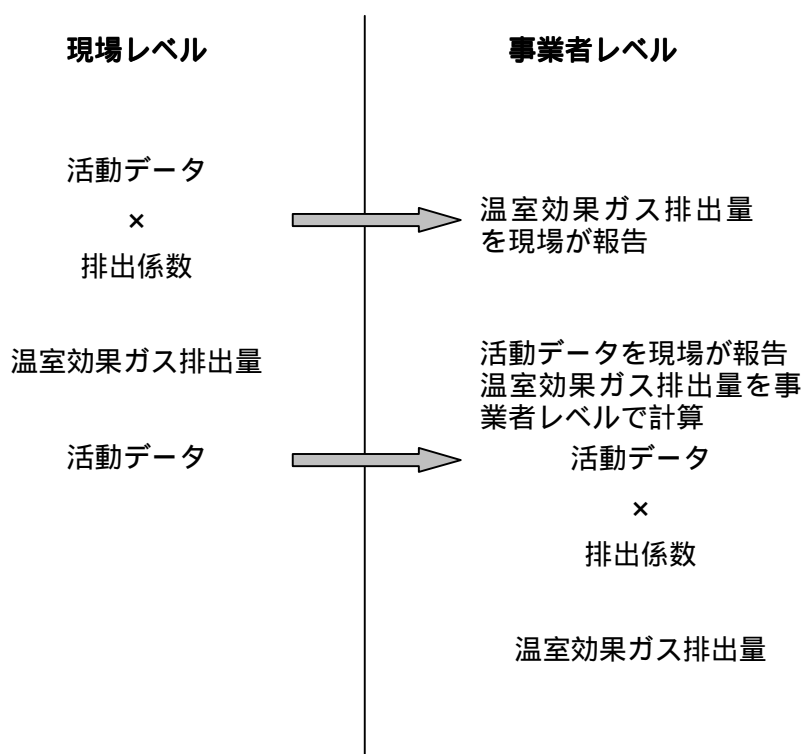 現場レベル
事業者レベル
活動データ
×
排出係数
温室効果ガス排出量
を現場が報告
温室効果ガス排出量
活動データを現場が報告
温室効果ガス排出量を事
業者レベルで計算
活動データ
活動データ
×
排出係数
温室効果ガス排出量